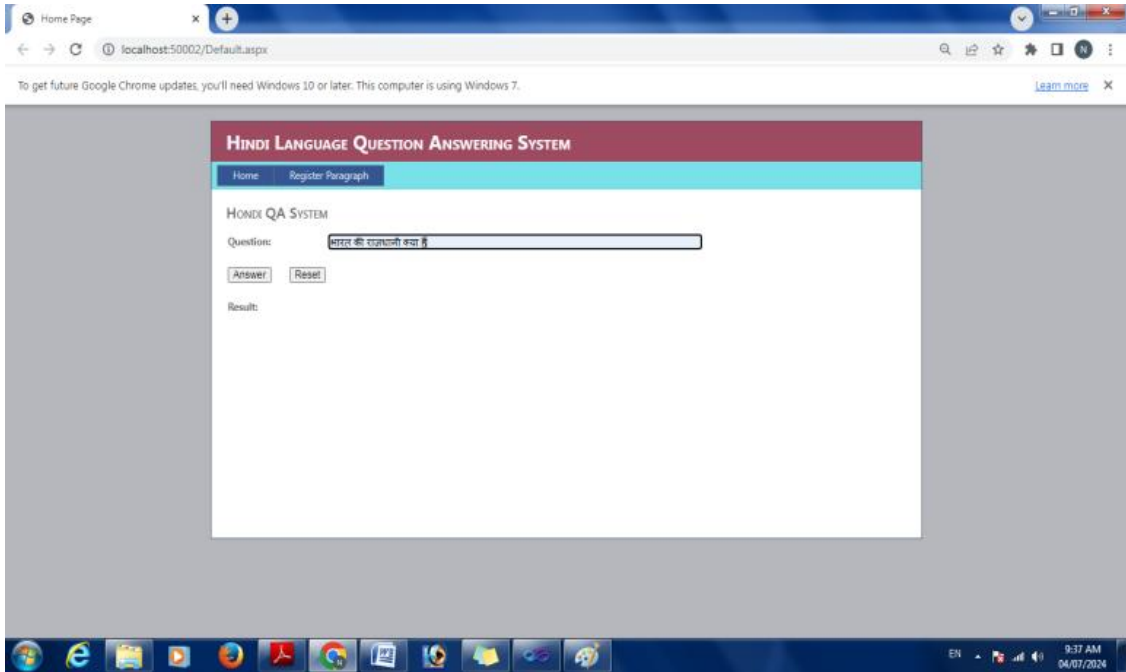 Home Page
localhost:50002/Default.aspx
N
To get future Google Chrome updates, you'll need Windows 10 or later. This computer is using Windows 7.
Learn more
HINDI LANGUAGE QUESTION ANSWERING SYSTEM
Home Register Paragraph
HONDI QA SYSTEM
Question: भारत की राजधानी क्या है
Answer Reset
Result:
EN
9:37 AM
04/07/2024